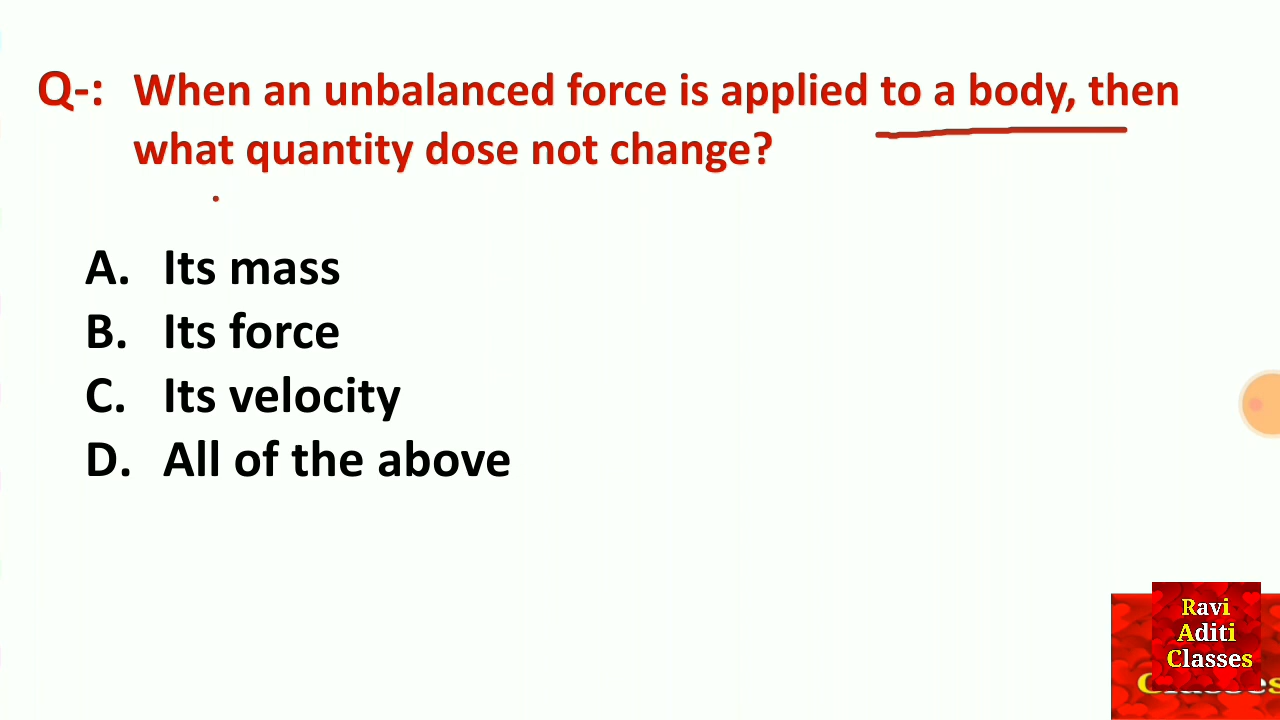 Q-: When an unbalanced force is applied to a body, then
what quantity dose not change?
A. Its mass
B. Its force
C. Its velocity
D. All of the above
Ravi
Aditi
Classes
Classes